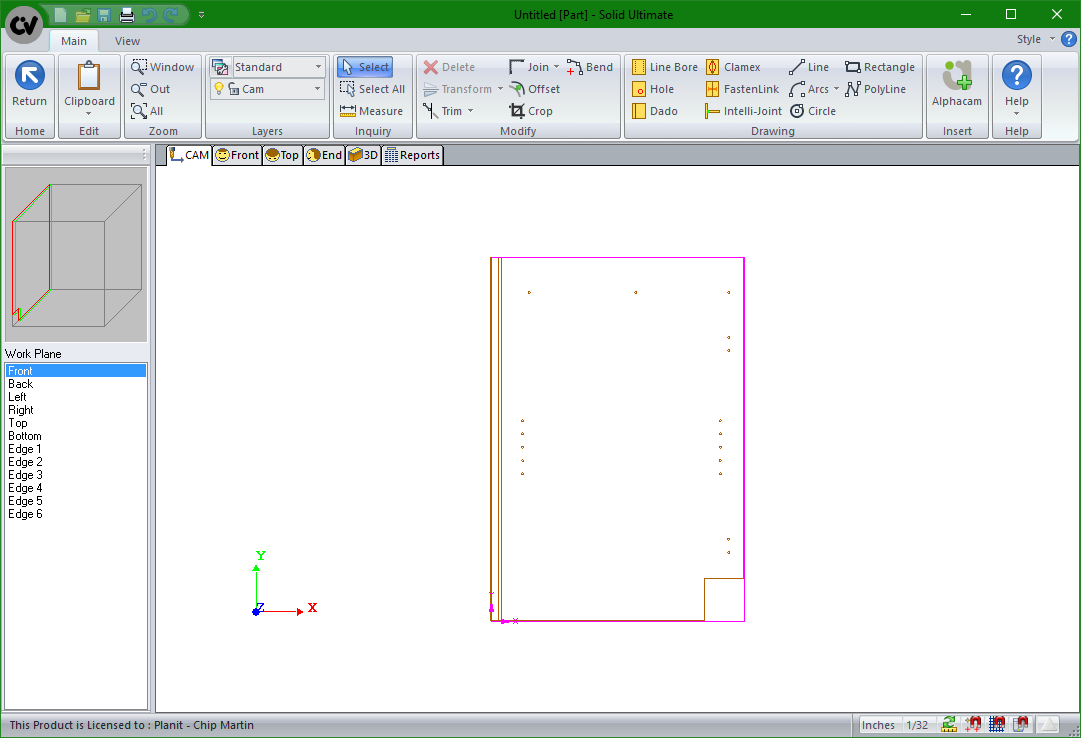 CV
Untitled [Part] - Solid Ultimate
Main View Style
Return
Home
Clipboard
Edit
Window
Out
All
Zoom
Standard
Cam
Layers
Select
Select All
Measure
Inquiry
Delete Join Bend
Transform Offset
Trim Crop
Modify
Line Bore Clamex Line Rectangle
Hole FastenLink Arcs PolyLine
Dado Intelli-Joint Circle
Drawing
Alphacam
Insert
Help
Help
CAM Front Top End 3D Reports
Work Plane
Front
Back
Left
Right
Top
Bottom
Edge 1
Edge 2
Edge 3
Edge 4
Edge 5
Edge 6
Y
Z
X
Y
X
This Product is Licensed to : Planit - Chip Martin
Inches 1/32